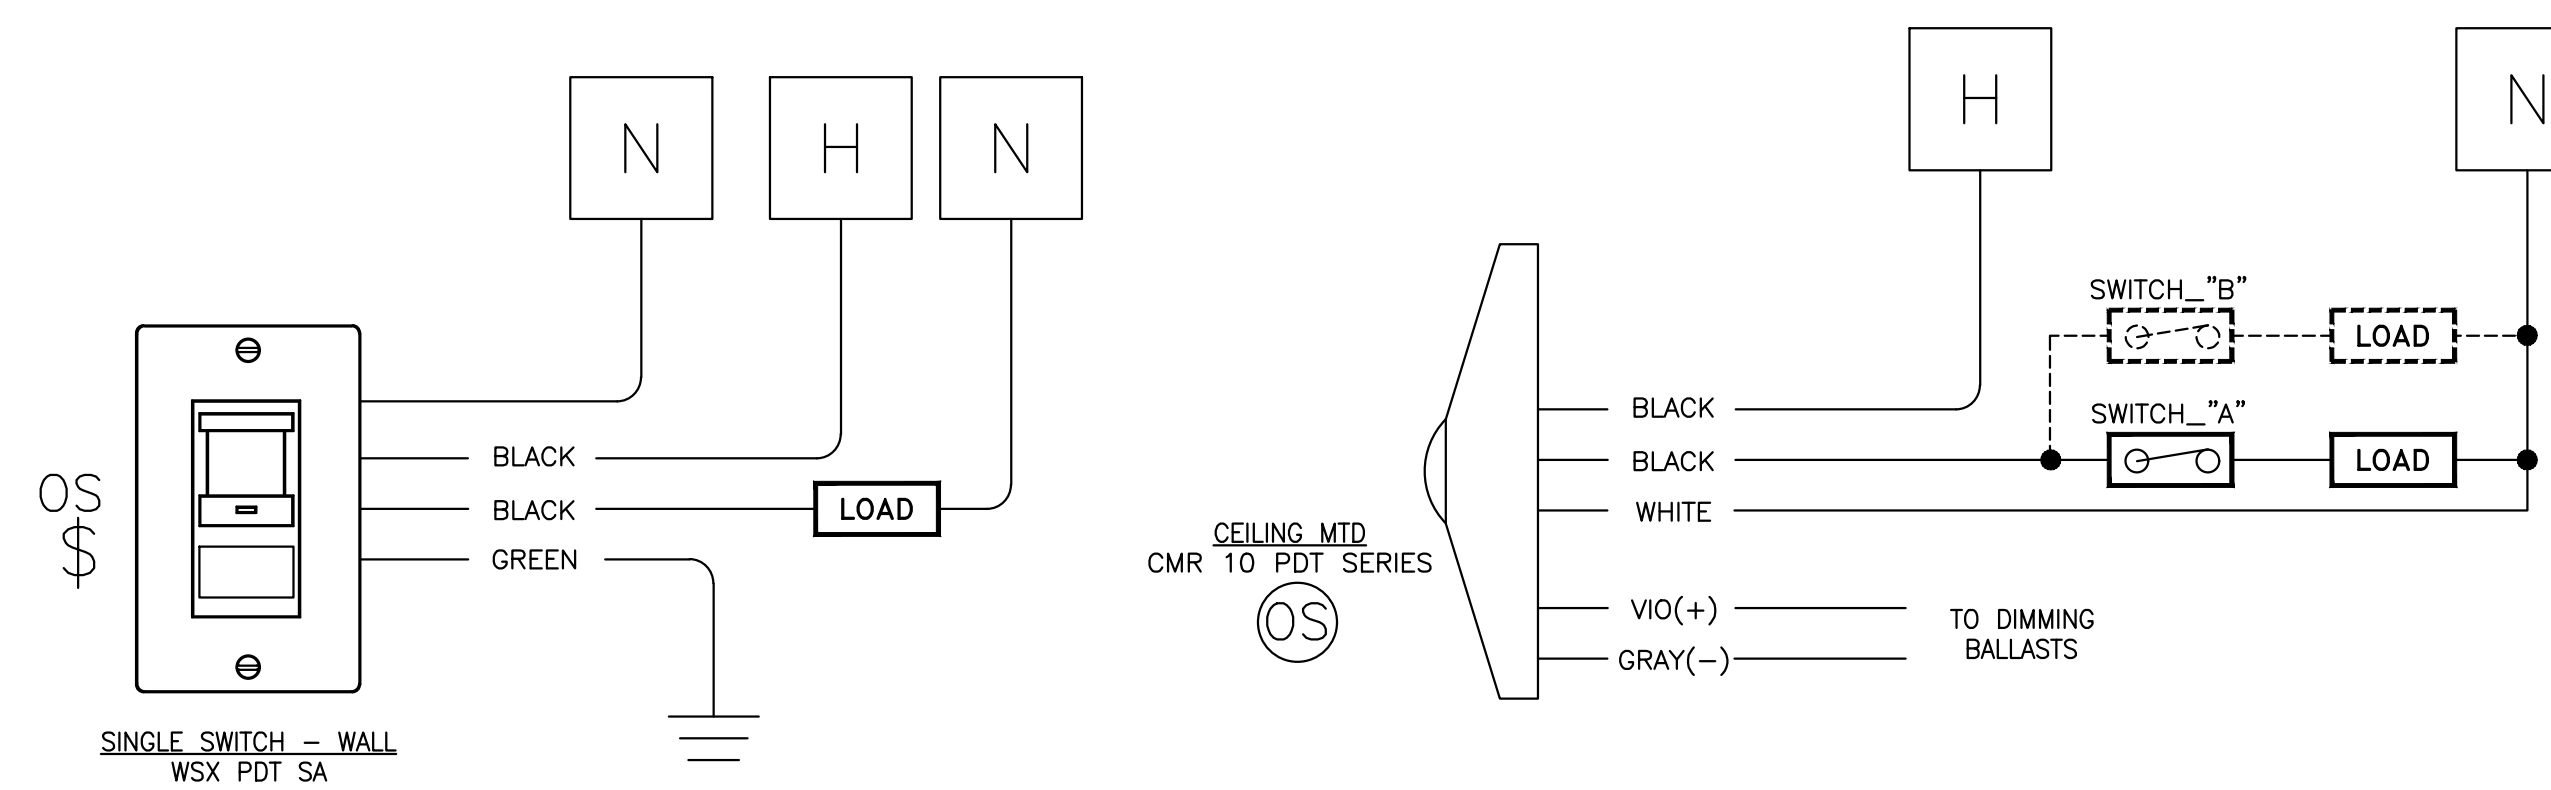 N
H
N
BLACK
BLACK
LOAD
GREEN
OS
$
SINGLE SWITCH - WALL
WSX PDT SA
H
N
SWITCH_"B"
LOAD
SWITCH_"A"
LOAD
BLACK
BLACK
WHITE
CEILING MTD
CMR 10 PDT SERIES
OS
VIO(+)
GRAY(-)
TO DIMMING
BALLASTS